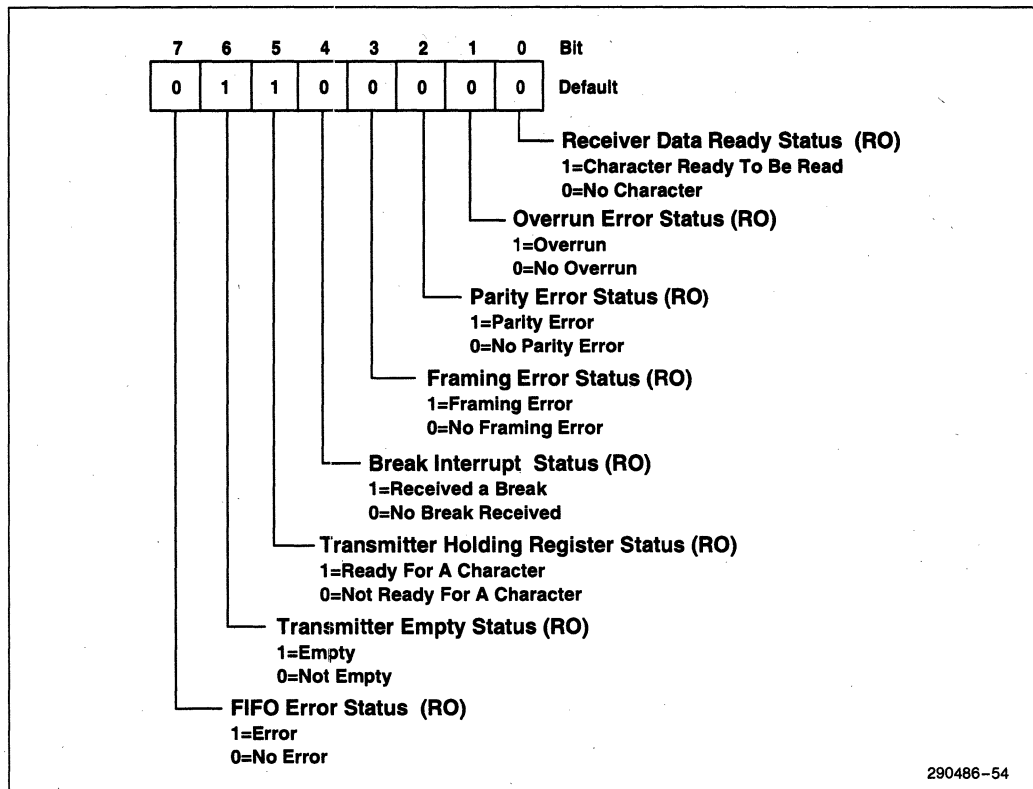 7 6 5 4 3 2 1 0 Bit
0 1 1 0 0 0 0 0 Default
Receiver Data Ready Status (RO)
1=Character Ready To Be Read
0=No Character
Overrun Error Status (RO)
1=Overrun
0=No Overrun
Parity Error Status (RO)
1=Parity Error
0=No Parity Error
Framing Error Status (RO)
1=Framing Error
0=No Framing Error
Break Interrupt Status (RO)
1=Received a Break
0=No Break Received
Transmitter Holding Register Status (RO)
1=Ready For A Character
0=Not Ready For A Character
Transmitter Empty Status (RO)
1=Empty
0=Not Empty
FIFO Error Status (RO)
1=Error
0=No Error
290486-54